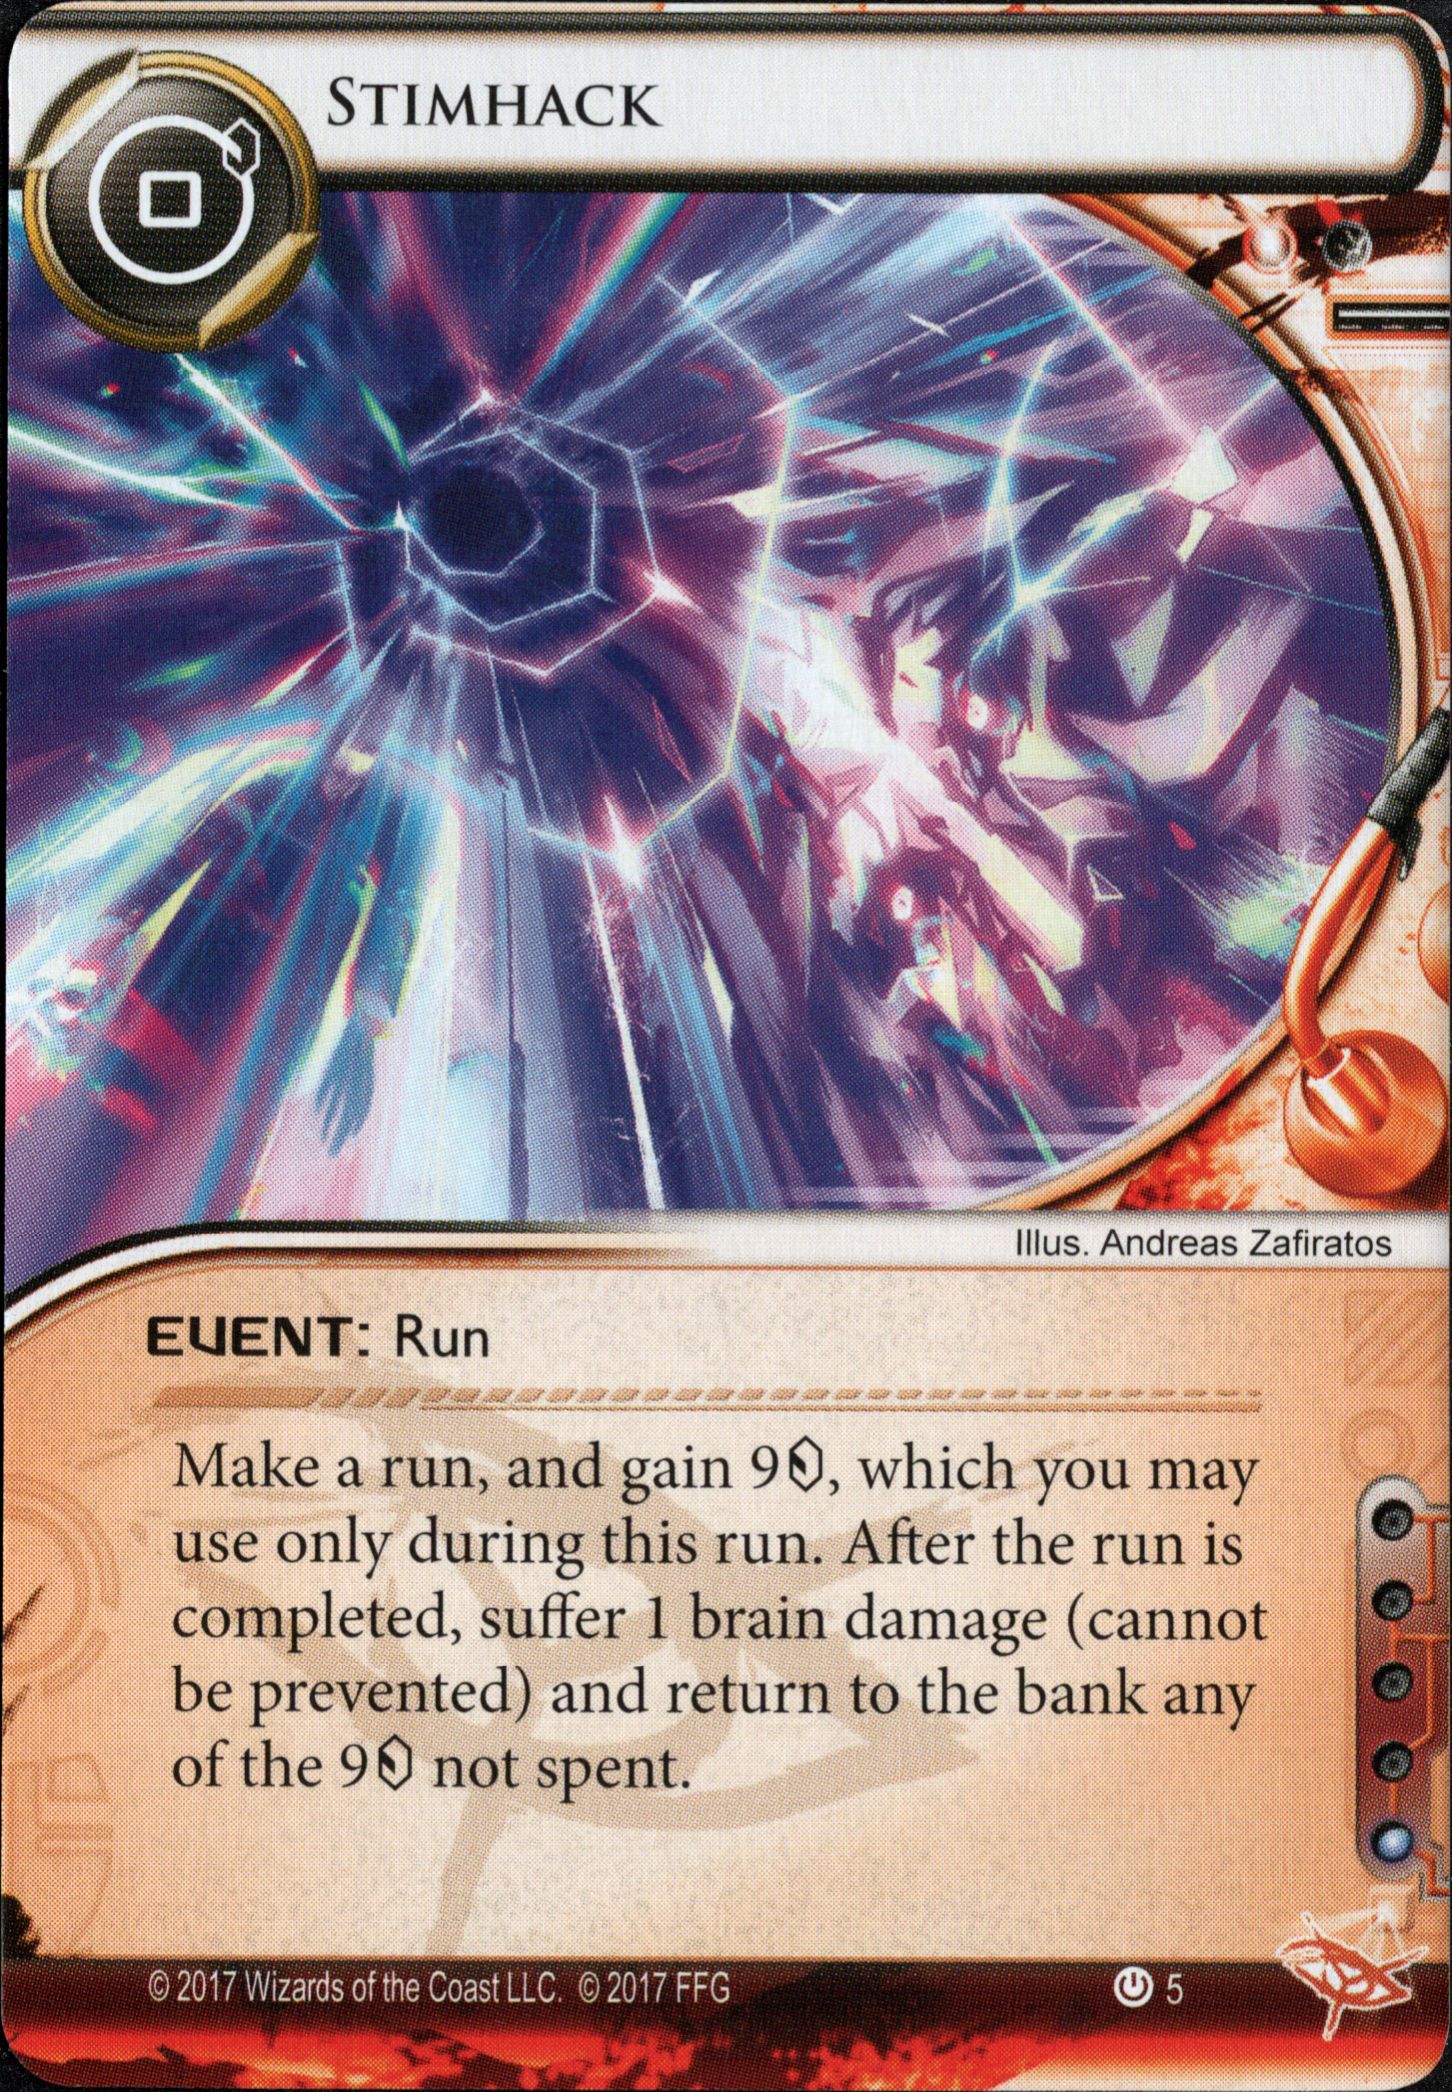 0
STIMHACK
Illus. Andreas Zafiratos
EVENT: Run
Make a run, and gain 9, which you may
use only during this run. After the run is
completed, suffer 1 brain damage (cannot
be prevented) and return to the bank any
of the 9 not spent.
© 2017 Wizards of the Coast LLC. © 2017 FFG 5